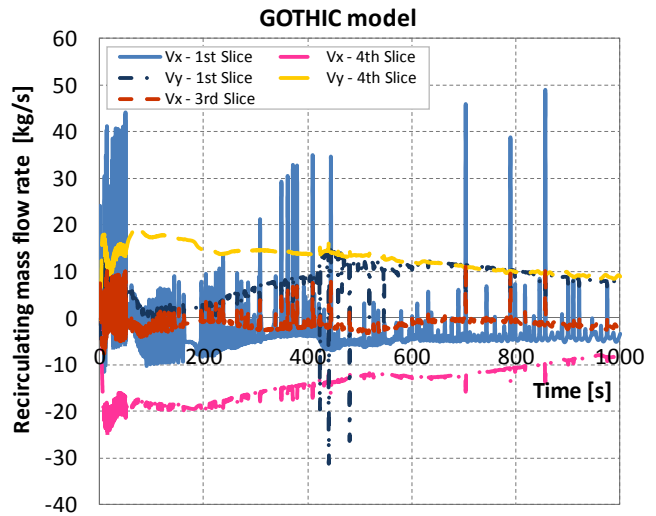 GOTHIC model
Recirculating mass flow rate [kg/s]
60
50
40
30
20
10
0
-10
-20
-30
-40
Vx - 1st Slice
Vx - 4th Slice
Vy - 1st Slice
Vy - 4th Slice
Vx - 3rd Slice
0
200
400
600
800
1000
Time [s]